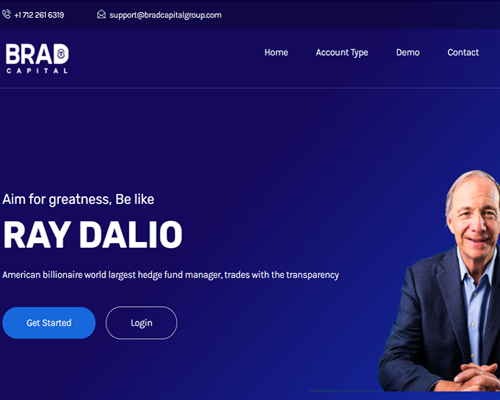 +1 712 261 6319 support@bradcapitalgroup.com
BRAD
CAPITAL
Home Account Type Demo Contact
Aim for greatness, Be like
RAY DALIO
American billionaire world largest hedge fund manager, trades with the transparency
Get Started Login